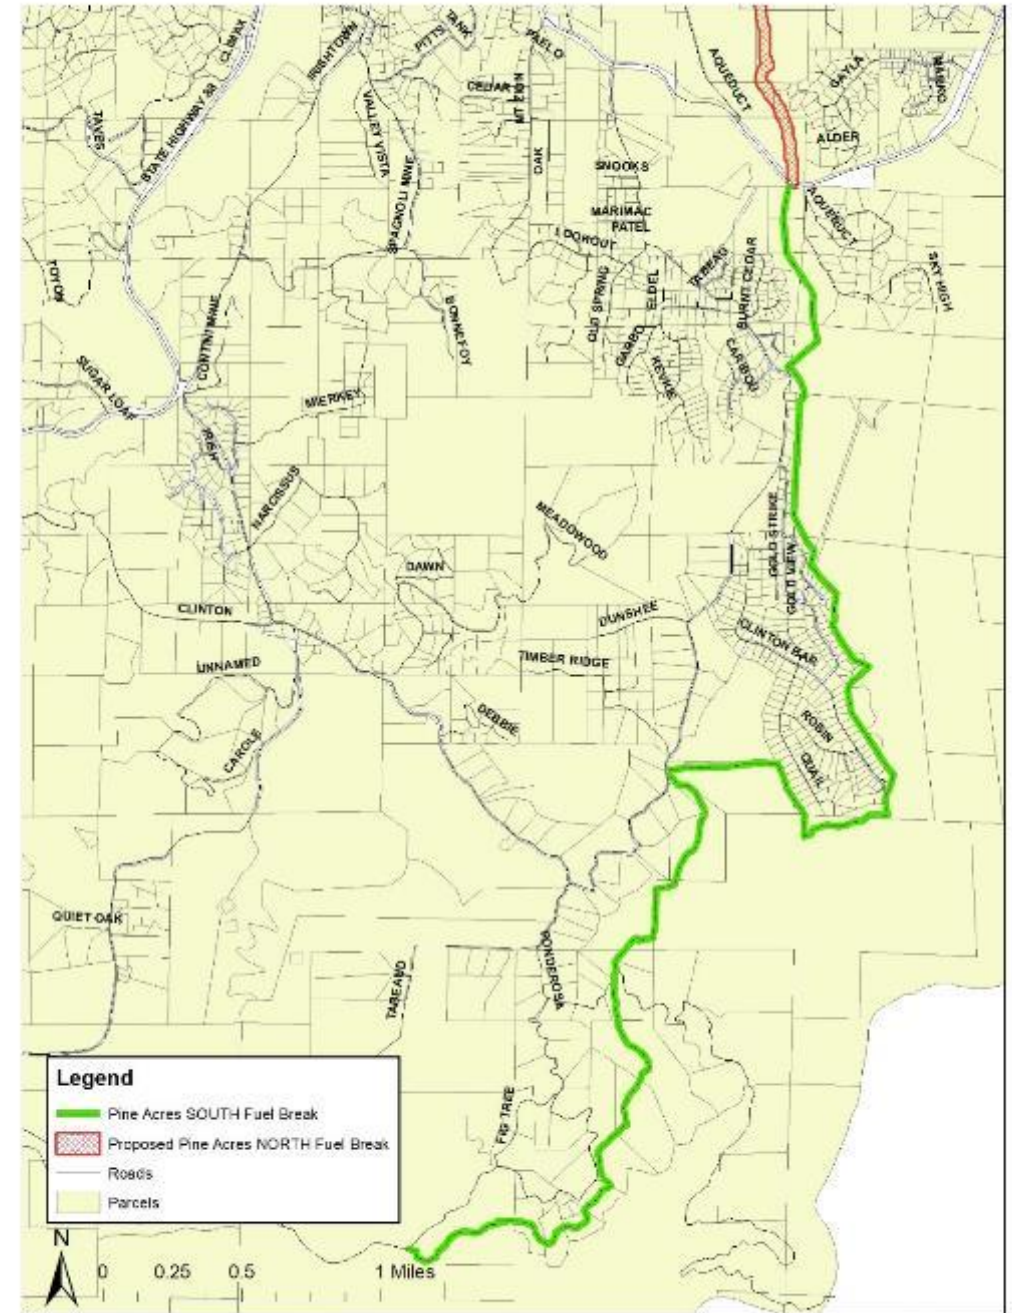 CLIMAX
IRISHTOWN
PITTS
TANK
AQUEDUCT
GAYLA
CEDAR
MT ZION
TAVES
STATE HIGHWAY 88
VALLEY VISTA
ALDER
OAK
SNOOKS
SPAGNOLI MINE
MARIMAC
PATEL
AQUEDUCT
LOOKOUT
TOYON
SKY HIGH
OLD SPRING
ELDEL
BURNT CEDAR
CONTINI MINE
BONNEFOY
GARBO
CARIBOU
SUGAR LOAF
MIERKEY
IRISH
NARCISSUS
MEADOWOOD
GOLD STRIKE
GOLD VIEW
DAWN
CLINTON
DUNSHEE
CLINTON BAR
UNNAMED
TIMBER RIDGE
DEBBIE
ROBIN
CAROLE
QUAIL
QUIET OAK
PONDEROSA
TABEAUD
FIG TREE
Legend
Pine Acres SOUTH Fuel Break
Proposed Pine Acres NORTH Fuel Break
Roads
Parcels
N
0 0.25 0.5 1 Miles